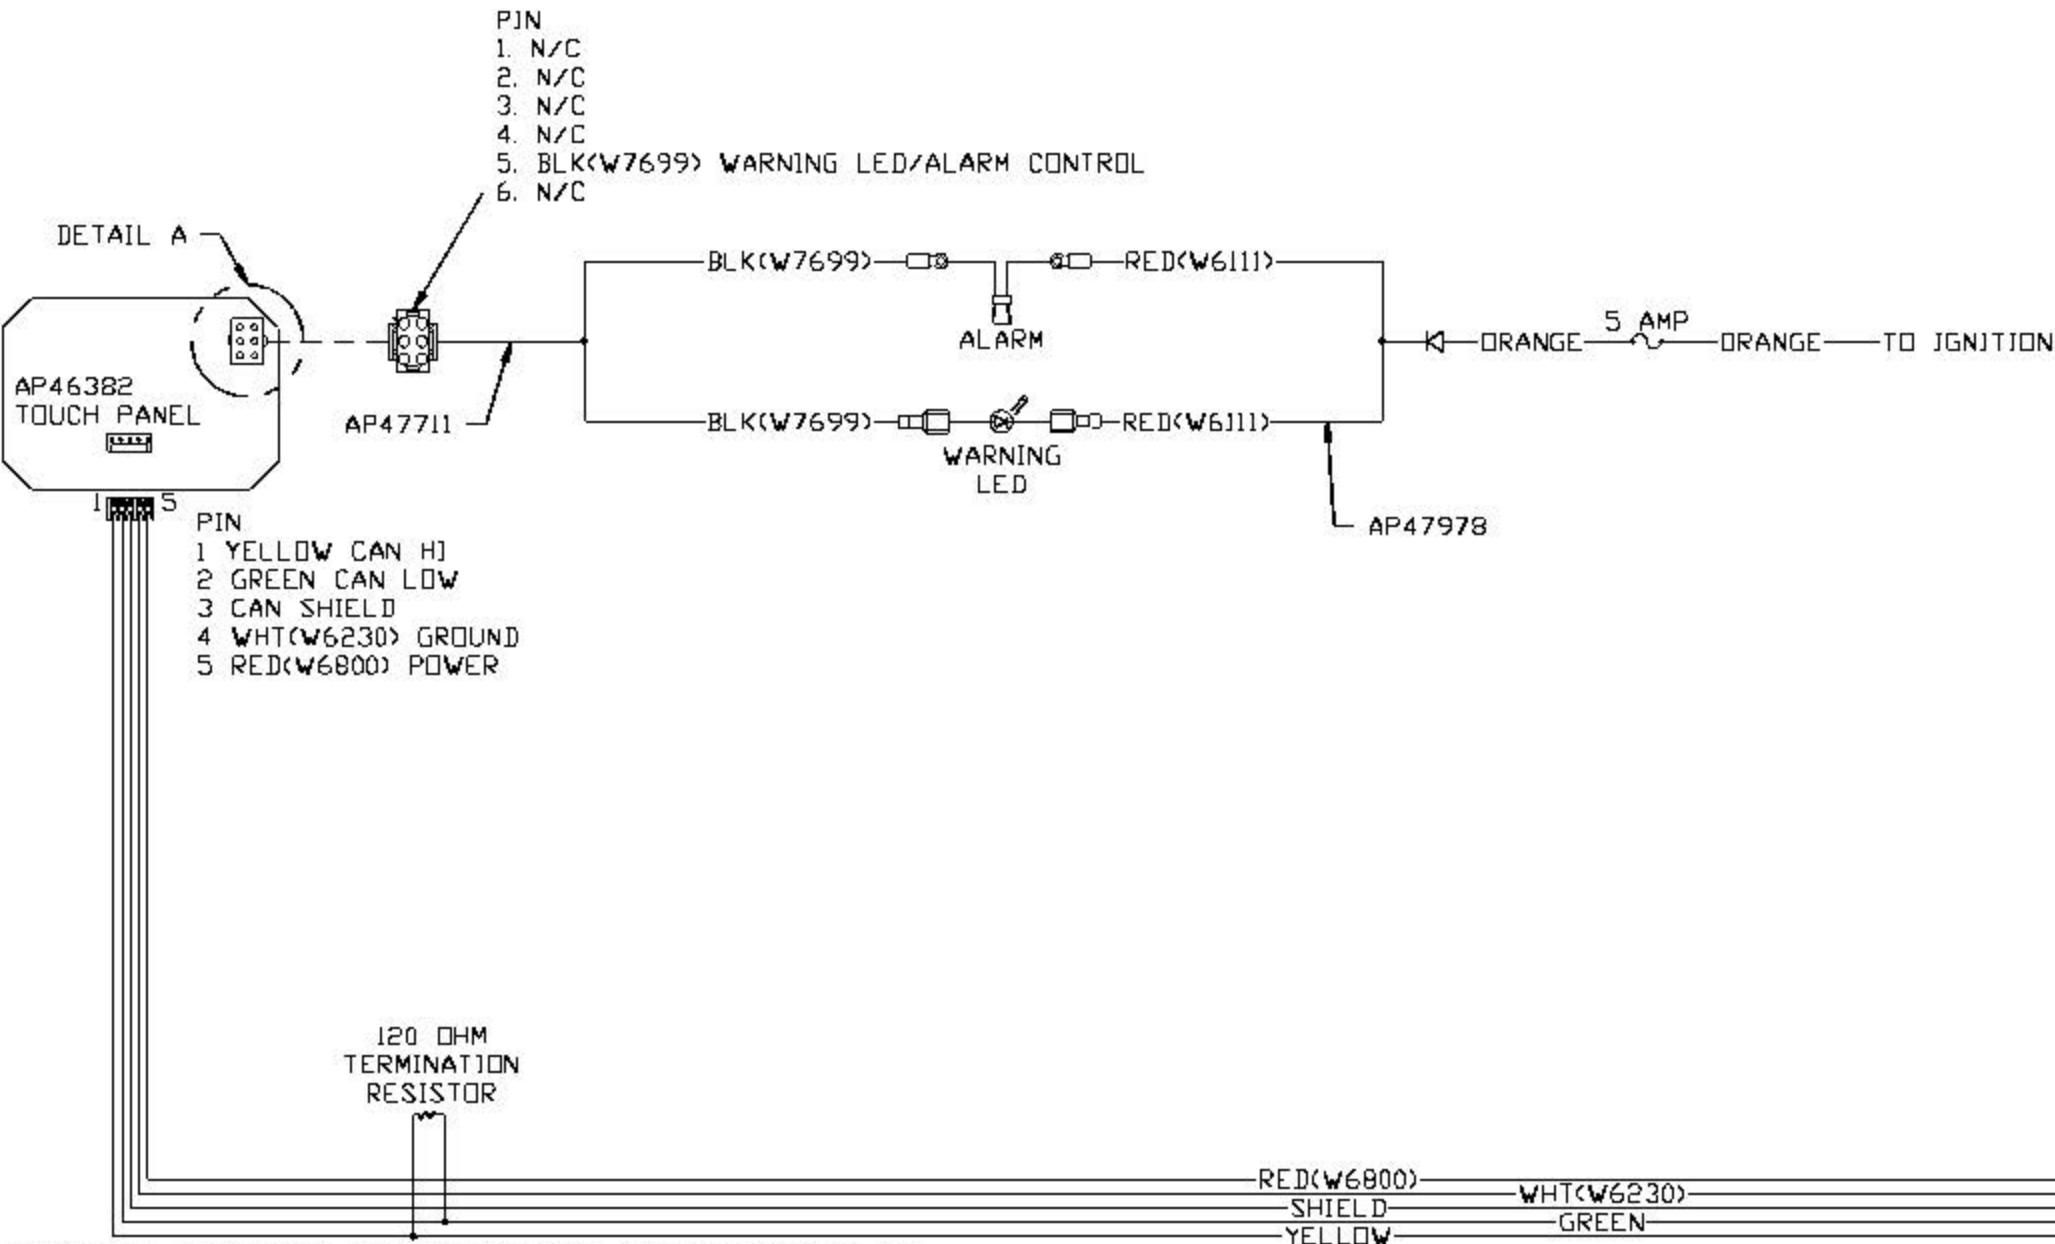 PIN
1. N/C
2. N/C
3. N/C
4. N/C
5. BLK(W7699) WARNING LED/ALARM CONTROL
6. N/C
DETAIL A
BLK(W7699)
RED(W6111)
ALARM
5 AMP
ORANGE
ORANGE
TO IGNITION
AP46382
TOUCH PANEL
AP47711
BLK(W7699)
RED(W6111)
WARNING
LED
AP47978
1
5
PIN
1 YELLOW CAN HI
2 GREEN CAN LOW
3 CAN SHIELD
4 WHT(W6230) GROUND
5 RED(W6800) POWER
120 OHM
TERMINATION
RESISTOR
RED(W6800)
WHT(W6230)
SHIELD
GREEN
YELLOW